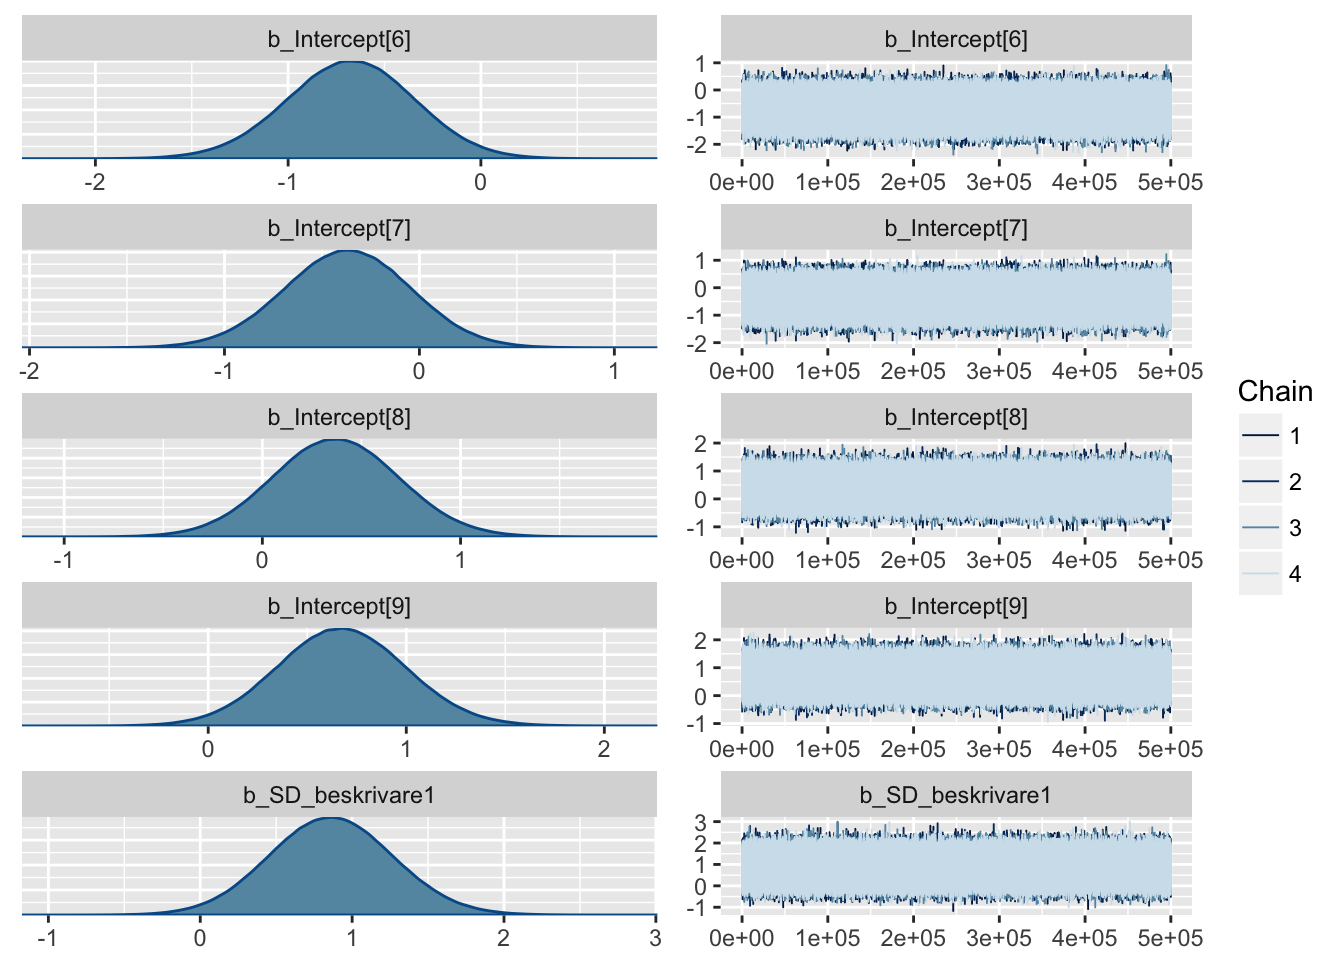 b_Intercept[6] b_Intercept[6]
1
0
-1
-2
-2 -1 0 0e+00 1e+05 2e+05 3e+05 4e+05 5e+05
b_Intercept[7] b_Intercept[7]
1
0
-1
-2
-2 -1 0 1 0e+00 1e+05 2e+05 3e+05 4e+05 5e+05
b_Intercept[8] b_Intercept[8]
2
1
0
-1
-1 0 1 0e+00 1e+05 2e+05 3e+05 4e+05 5e+05
b_Intercept[9] b_Intercept[9]
2
1
0
-1
0 1 2 0e+00 1e+05 2e+05 3e+05 4e+05 5e+05
b_SD_beskrivare1 b_SD_beskrivare1
3
2
1
0
-1
-1 0 1 2 3 0e+00 1e+05 2e+05 3e+05 4e+05 5e+05
Chain
1
2
3
4